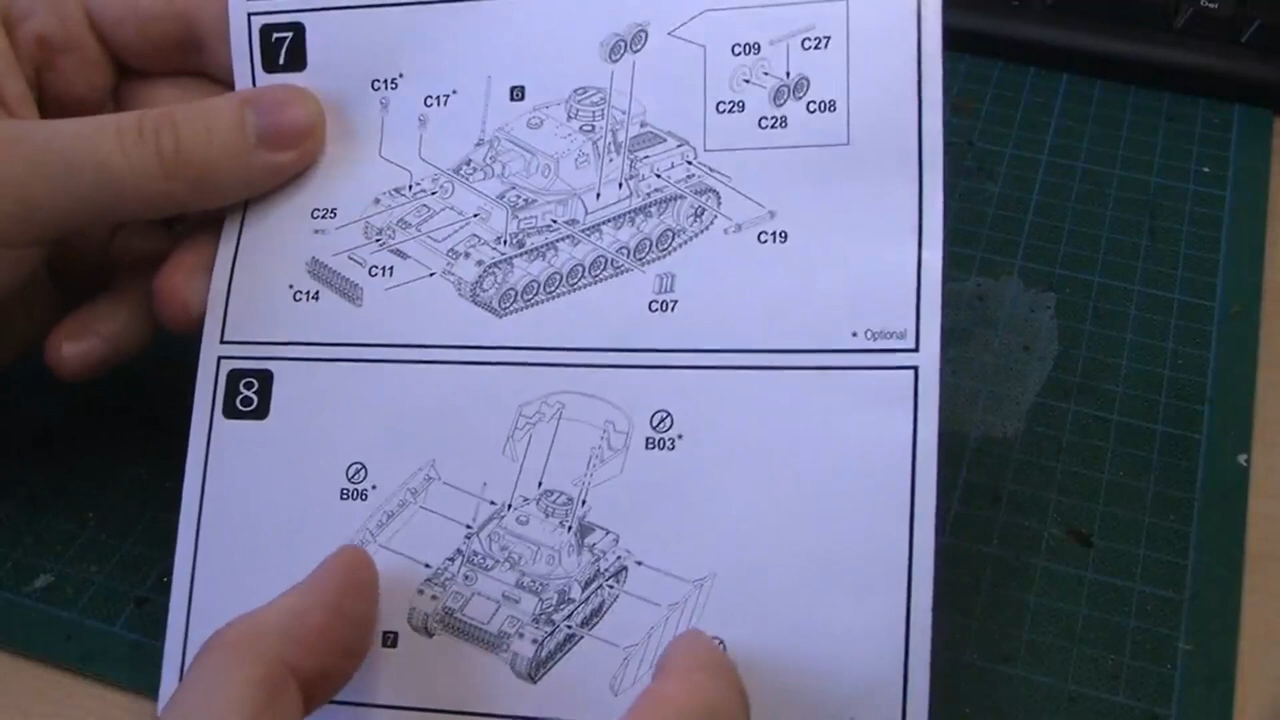 7
C15*
C17*
6
C09
C27
C29
C28
C08
C25
C11
*C14
C19
C07
* Optional
8
B03*
B06*
7
Del